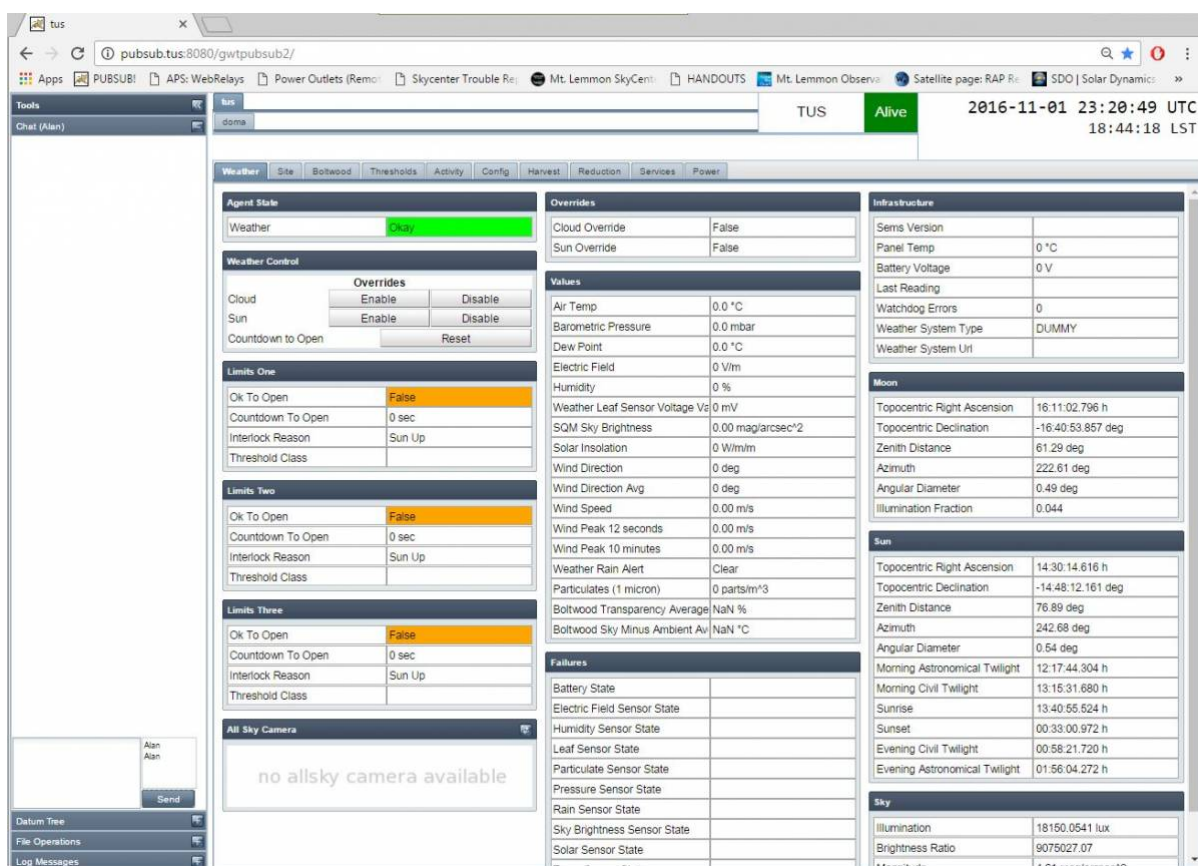 tus
pubsub.tus:8080/gwtpubsub2/
Apps PUBSUB! APS: WebRelays Power Outlets (Remot Skycenter Trouble Re Mt. Lemmon SkyCent HANDOUTS Mt. Lemmon Observa Satellite page: RAP Re SDO | Solar Dynamics »
Tools
Chat (Alan)
Alan
Alan
Send
Datum Tree
File Operations
Log Messages
tus
doma
TUS
Alive
2016-11-01 23:20:49 UTC
18:44:18 LST
Weather Site Boltwood Thresholds Activity Config Harvest Reduction Services Power
Agent State
Weather Okay
Weather Control
Overrides
Cloud Enable Disable
Sun Enable Disable
Countdown to Open Reset
Limits One
Ok To Open False
Countdown To Open 0 sec
Interlock Reason Sun Up
Threshold Class
Limits Two
Ok To Open False
Countdown To Open 0 sec
Interlock Reason Sun Up
Threshold Class
Limits Three
Ok To Open False
Countdown To Open 0 sec
Interlock Reason Sun Up
Threshold Class
All Sky Camera
no allsky camera available
Overrides
Cloud Override False
Sun Override False
Values
Air Temp 0.0 °C
Barometric Pressure 0.0 mbar
Dew Point 0.0 °C
Electric Field 0 V/m
Humidity 0 %
Weather Leaf Sensor Voltage Va 0 mV
SQM Sky Brightness 0.00 mag/arcsec^2
Solar Insolation 0 W/m/m
Wind Direction 0 deg
Wind Direction Avg 0 deg
Wind Speed 0.00 m/s
Wind Peak 12 seconds 0.00 m/s
Wind Peak 10 minutes 0.00 m/s
Weather Rain Alert Clear
Particulates (1 micron) 0 parts/m^3
Boltwood Transparency Average NaN %
Boltwood Sky Minus Ambient Av NaN °C
Failures
Battery State
Electric Field Sensor State
Humidity Sensor State
Leaf Sensor State
Particulate Sensor State
Pressure Sensor State
Rain Sensor State
Sky Brightness Sensor State
Solar Sensor State
Infrastructure
Sems Version
Panel Temp 0 °C
Battery Voltage 0 V
Last Reading
Watchdog Errors 0
Weather System Type DUMMY
Weather System Url
Moon
Topocentric Right Ascension 16:11:02.796 h
Topocentric Declination -16:40:53.857 deg
Zenith Distance 61.29 deg
Azimuth 222.61 deg
Angular Diameter 0.49 deg
Illumination Fraction 0.044
Sun
Topocentric Right Ascension 14:30:14.616 h
Topocentric Declination -14:48:12.161 deg
Zenith Distance 76.89 deg
Azimuth 242.68 deg
Angular Diameter 0.54 deg
Morning Astronomical Twilight 12:17:44.304 h
Morning Civil Twilight 13:15:31.680 h
Sunrise 13:40:55.524 h
Sunset 00:33:00.972 h
Evening Civil Twilight 00:58:21.720 h
Evening Astronomical Twilight 01:56:04.272 h
Sky
Illumination 18150.0541 lux
Brightness Ratio 9075027.07